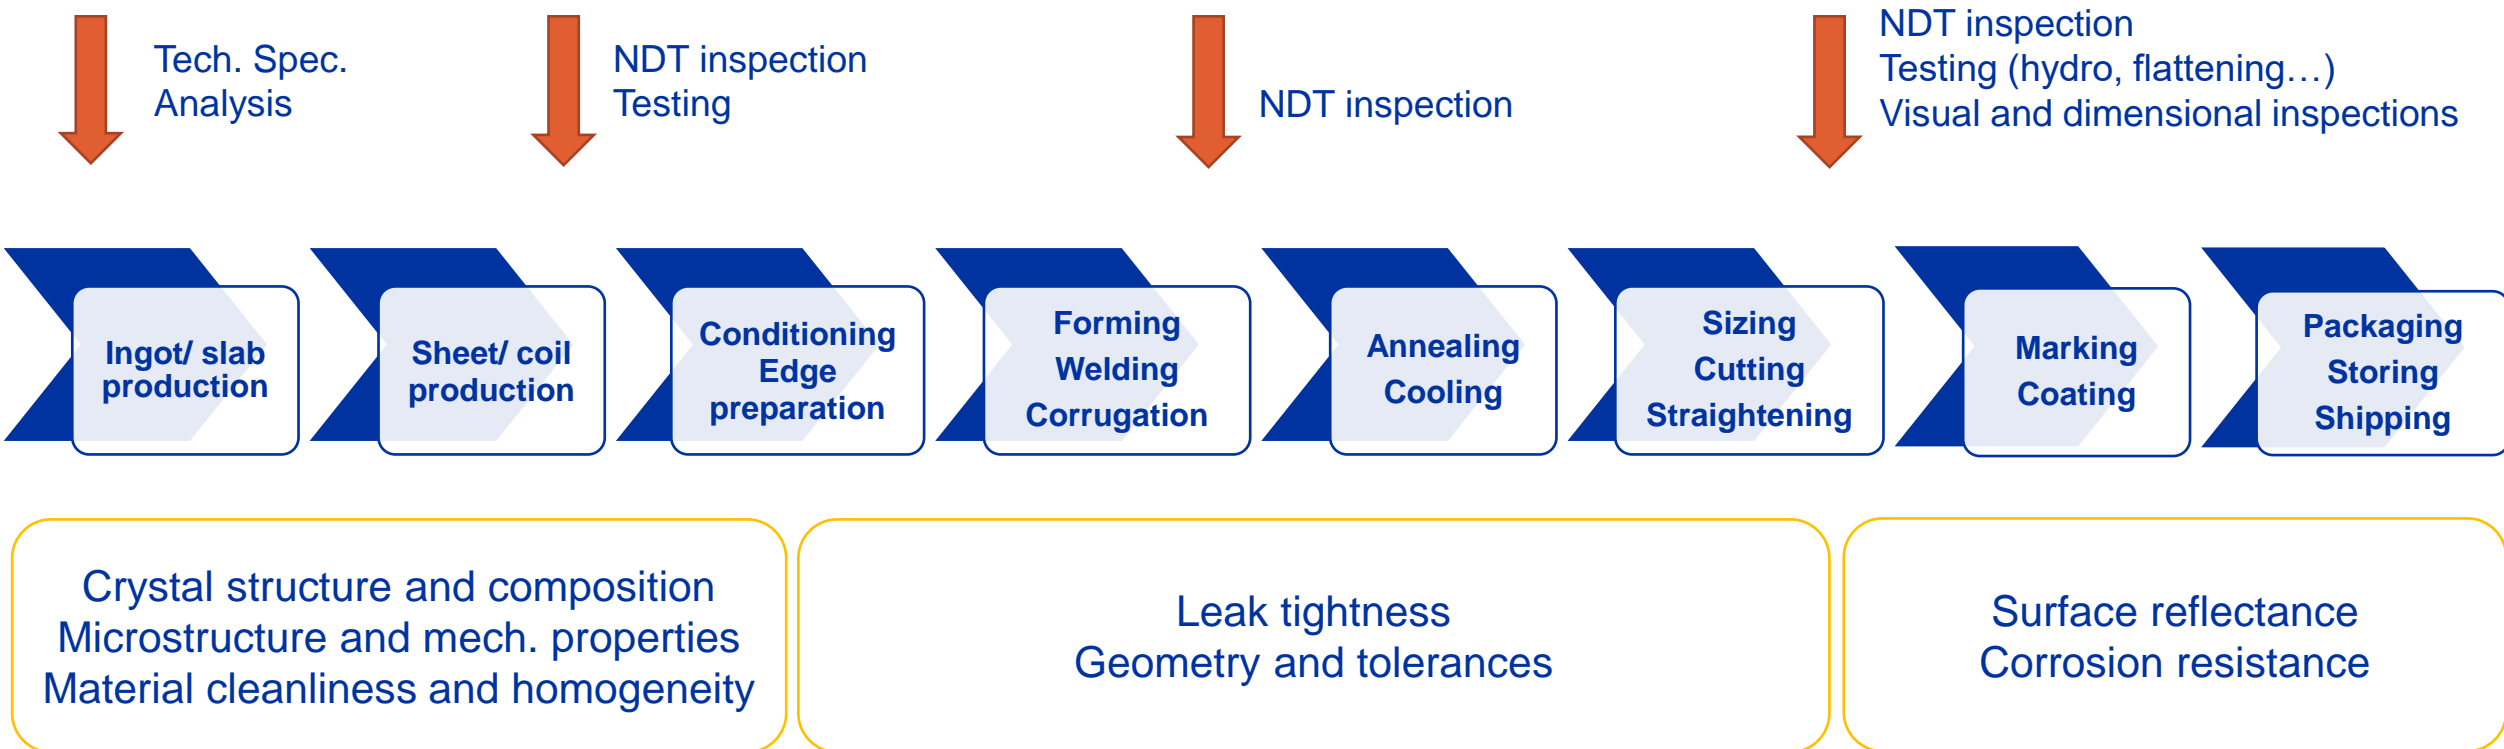 Tech. Spec.
Analysis
NDT inspection
Testing
NDT inspection
NDT inspection
Testing (hydro, flattening…)
Visual and dimensional inspections
Ingot/ slab
production
Sheet/ coil
production
Conditioning
Edge
preparation
Forming
Welding
Corrugation
Annealing
Cooling
Sizing
Cutting
Straightening
Marking
Coating
Packaging
Storing
Shipping
Crystal structure and composition
Microstructure and mech. properties
Material cleanliness and homogeneity
Leak tightness
Geometry and tolerances
Surface reflectance
Corrosion resistance